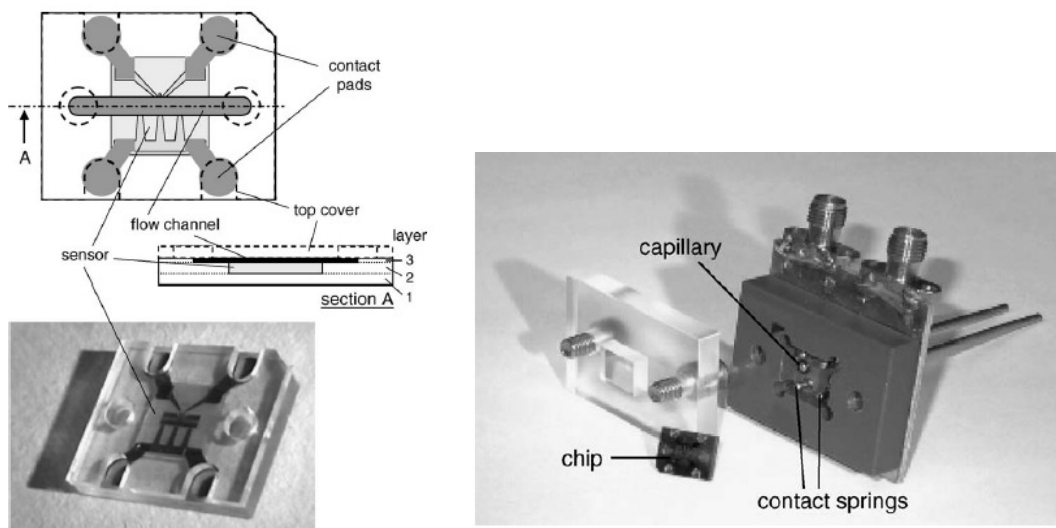 contact
pads
A
top cover
flow channel
layer
sensor
3
2
1
section A
capillary
chip
contact springs